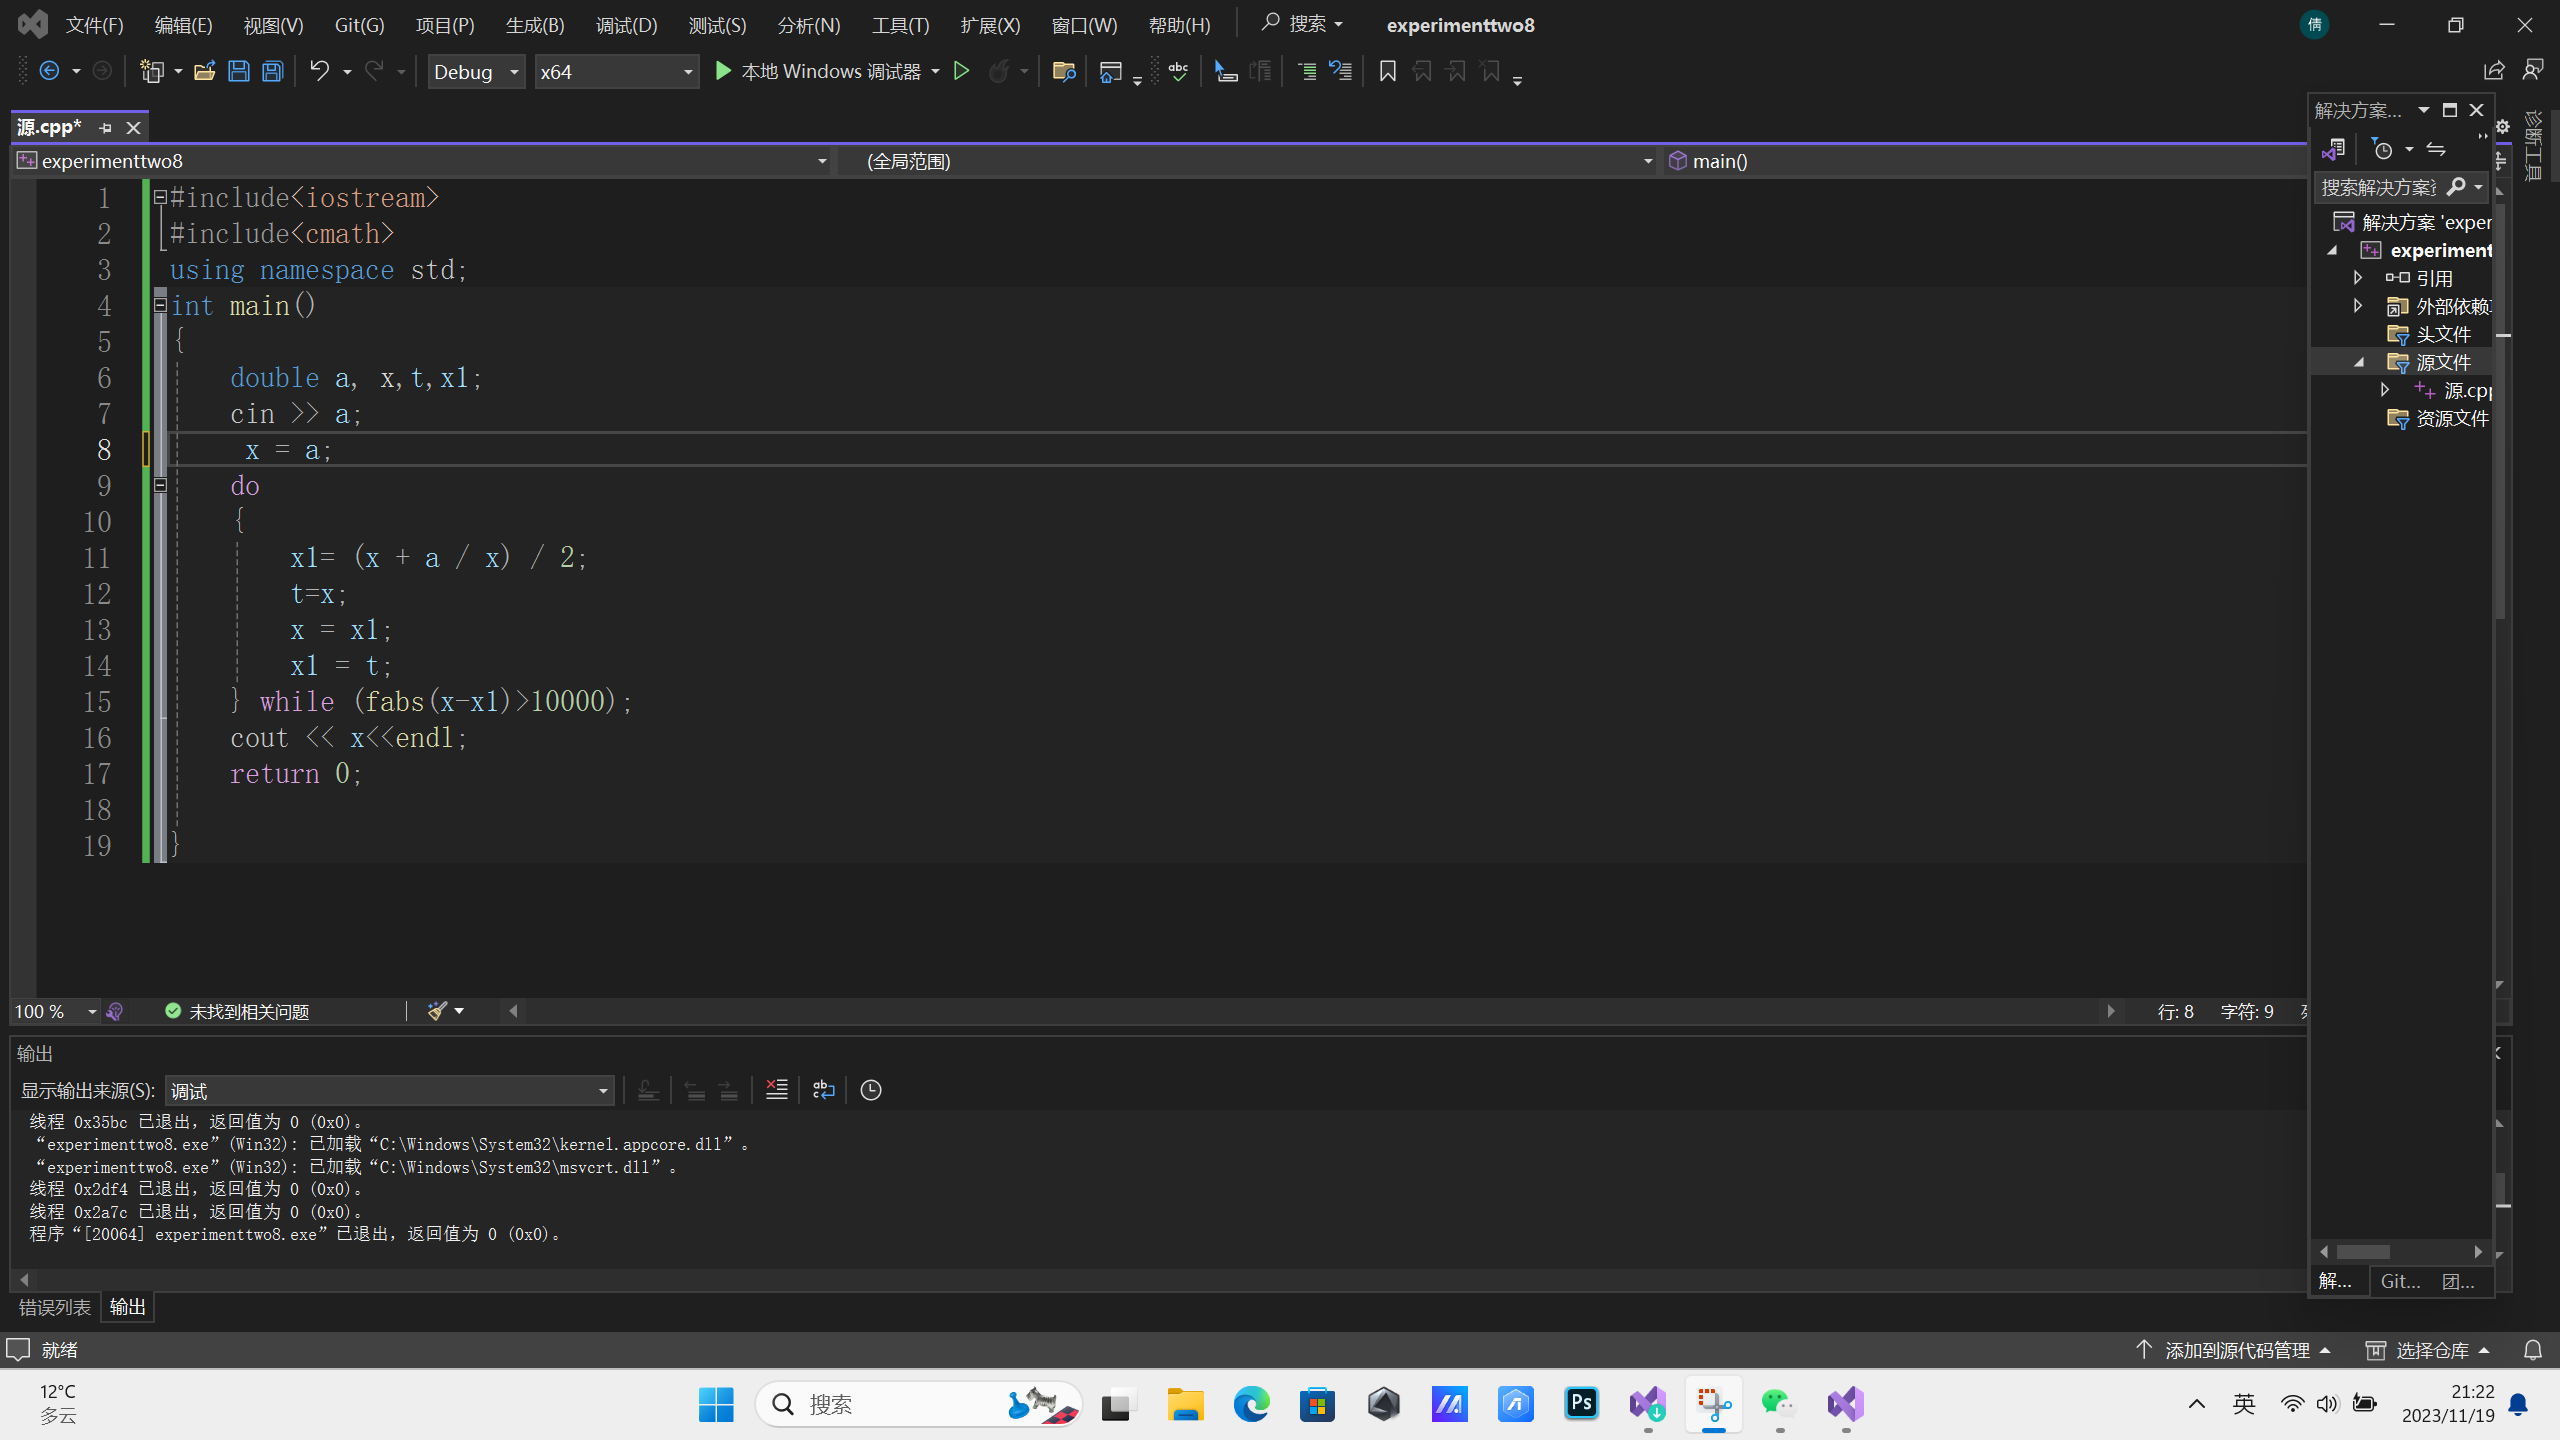 文件(F) 编辑(E) 视图(V) Git(G) 项目(P) 生成(B) 调试(D) 测试(S) 分析(N) 工具(T) 扩展(X) 窗口(W) 帮助(H) 搜索 experimenttwo8 倩
Debug x64 本地 Windows 调试器
源.cpp*
experimenttwo8 (全局范围) main()
1 #include<iostream>
2 #include<cmath>
3 using namespace std;
4 int main()
5 {
6 double a, x,t,x1;
7 cin >> a;
8 x = a;
9 do
10 {
11 x1= (x + a / x) / 2;
12 t=x;
13 x = x1;
14 x1 = t;
15 } while (fabs(x-x1)>10000);
16 cout << x<<endl;
17 return 0;
18
19 }
100 % 未找到相关问题 行: 8 字符: 9
输出
显示输出来源(S): 调试
线程 0x35bc 已退出，返回值为 0 (0x0)。
“experimenttwo8.exe”(Win32): 已加载“C:\Windows\System32\kernel.appcore.dll”。
“experimenttwo8.exe”(Win32): 已加载“C:\Windows\System32\msvcrt.dll”。
线程 0x2df4 已退出，返回值为 0 (0x0)。
线程 0x2a7c 已退出，返回值为 0 (0x0)。
程序“[20064] experimenttwo8.exe”已退出，返回值为 0 (0x0)。
错误列表 输出
解决方案...
搜索解决方案
解决方案 'exper
experiment
引用
外部依赖
头文件
源文件
源.cpp
资源文件
解... Git... 团...
诊断工具
就绪 添加到源代码管理 选择仓库
12°C
多云
搜索
Ps
英
21:22
2023/11/19